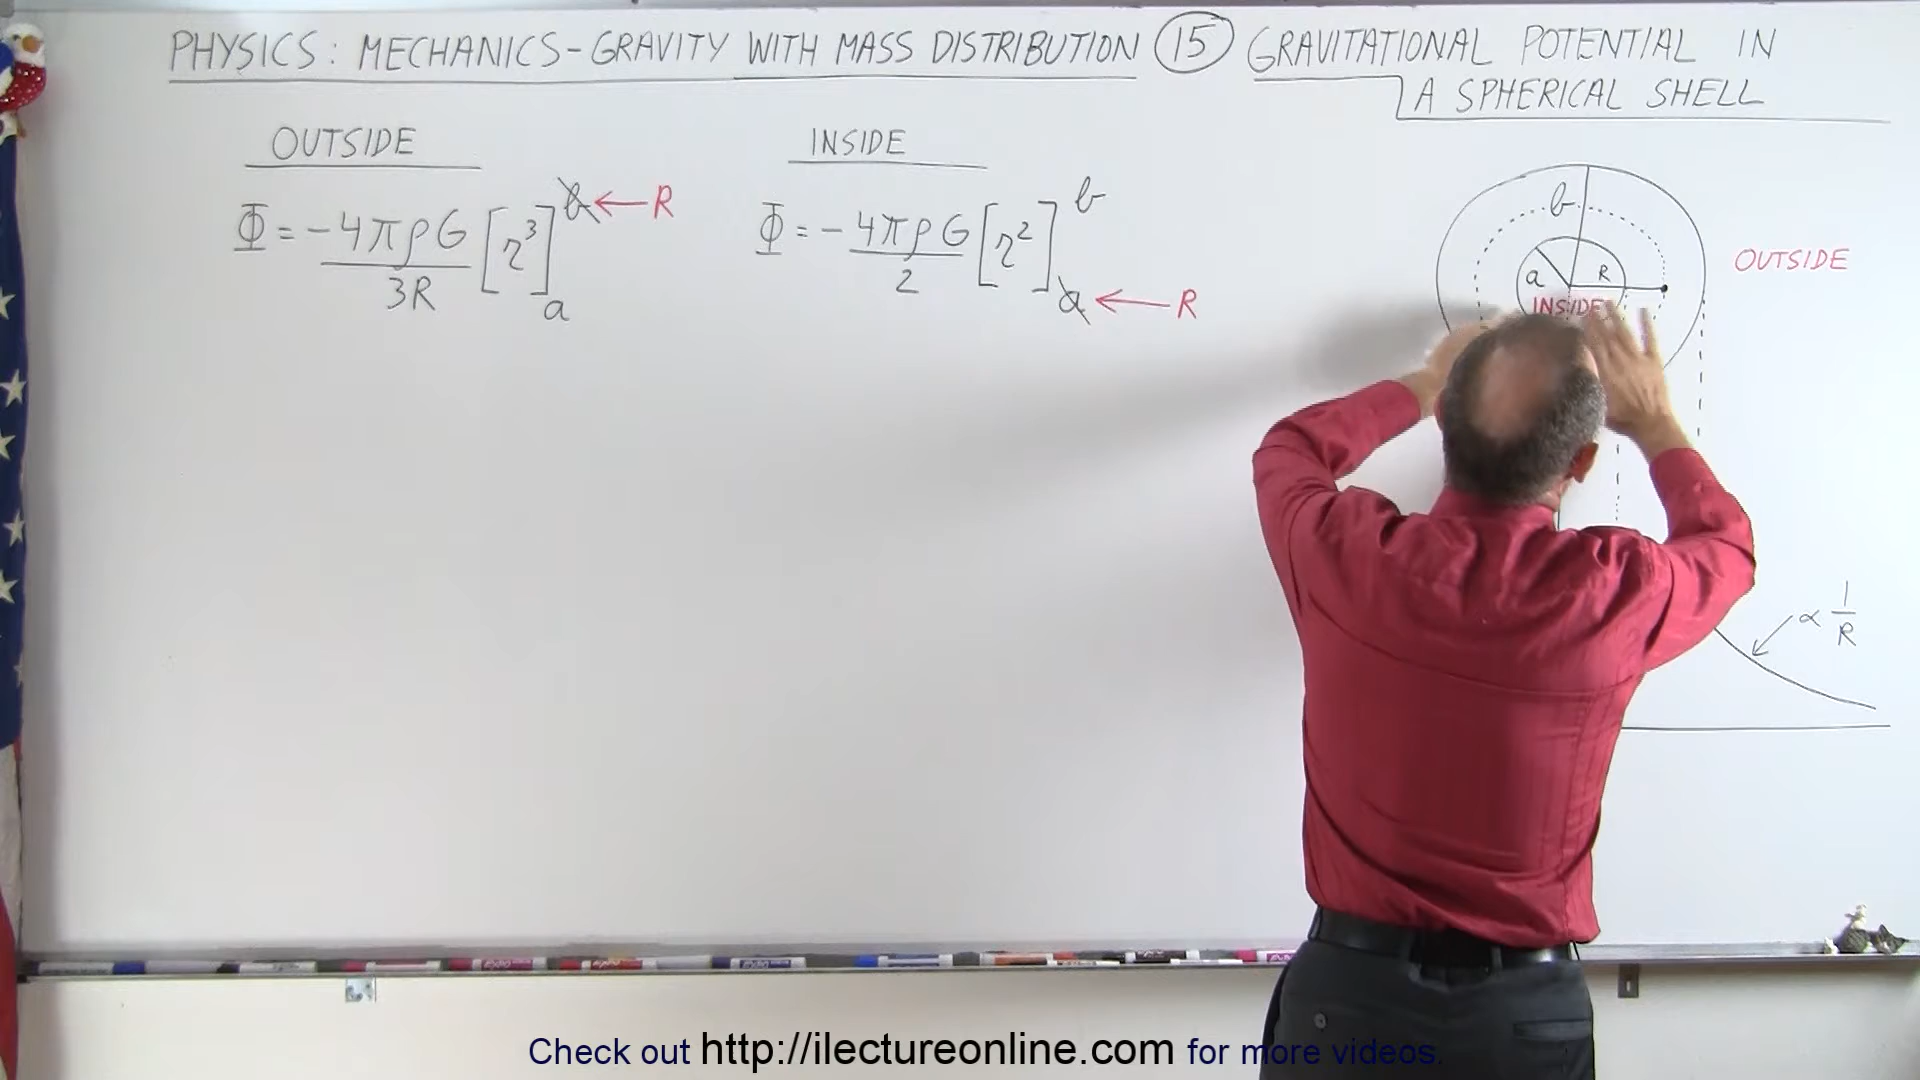 PHYSICS: MECHANICS-GRAVITY WITH MASS DISTRIBUTION 15 GRAVITATIONAL POTENTIAL IN
A SPHERICAL SHELL
OUTSIDE
Φ = -4πρG/3R [r³] b ← R
a
INSIDE
Φ = -4πρG/2 [r²] b
a ← R
b
a R
INSIDE
OUTSIDE
∝ 1/R
EXPO
Check out http://ilectureonline.com for more videos.